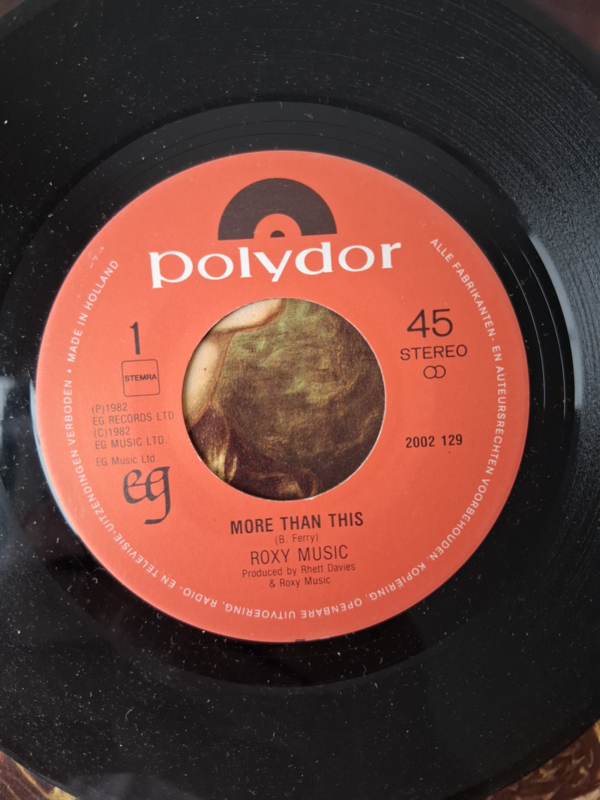 polydor
1
STEMRA
(P)1982
EG RECORDS LTD
(C)1982
EG MUSIC LTD.
EG Music Ltd
eg
45
STEREO
2002 129
MORE THAN THIS
(B. Ferry)
ROXY MUSIC
Produced by Rhett Davies
& Roxy Music
ALLE FABRIKANTEN- EN AUTEURSRECHTEN VOORBEHOUDEN. KOPIËRING, OPENBARE UITVOERING, RADIO- EN TELEVISIE-UITZENDINGEN VERBODEN • MADE IN HOLLAND